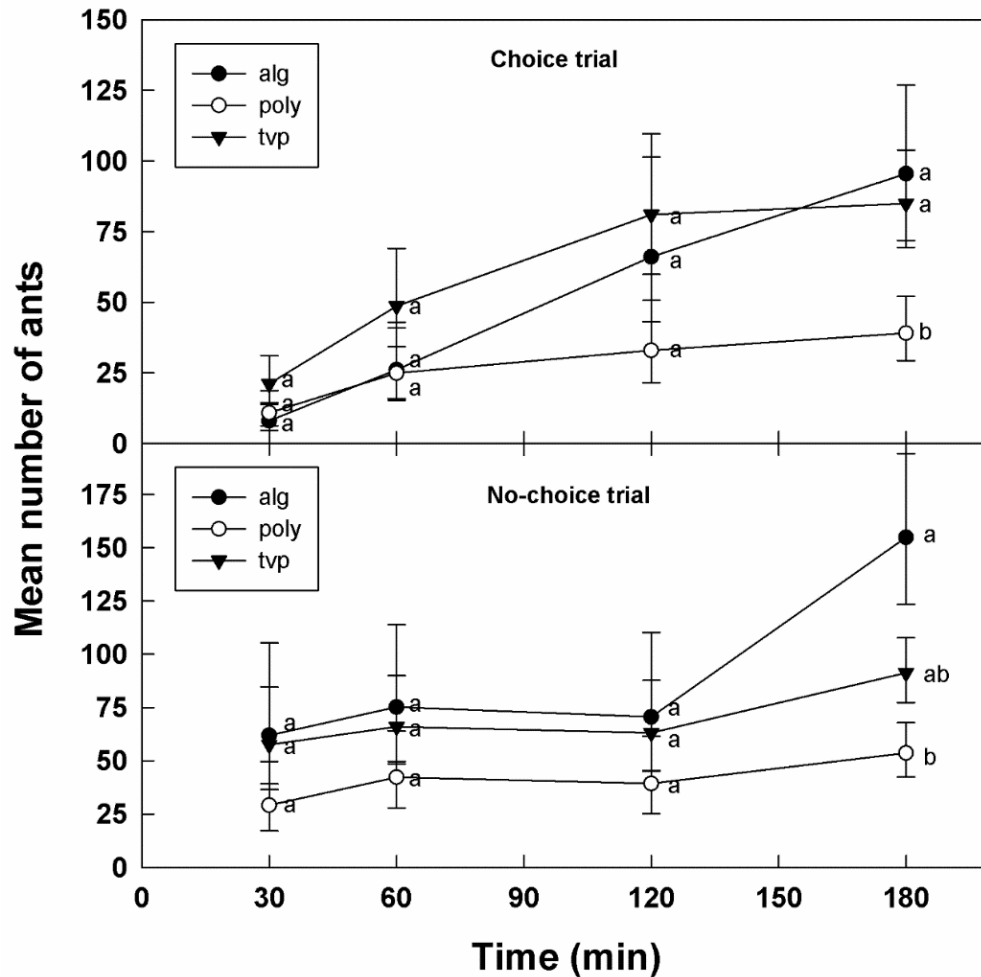 Mean number of ants
150
125
100
75
50
25
0
Choice trial
alg
poly
tvp
a
a
a
a
a
a
a
a
a
a
a
b
175
150
125
100
75
50
25
0
No-choice trial
alg
poly
tvp
a
a
a
a
a
a
a
a
a
a
ab
b
0 30 60 90 120 150 180
Time (min)